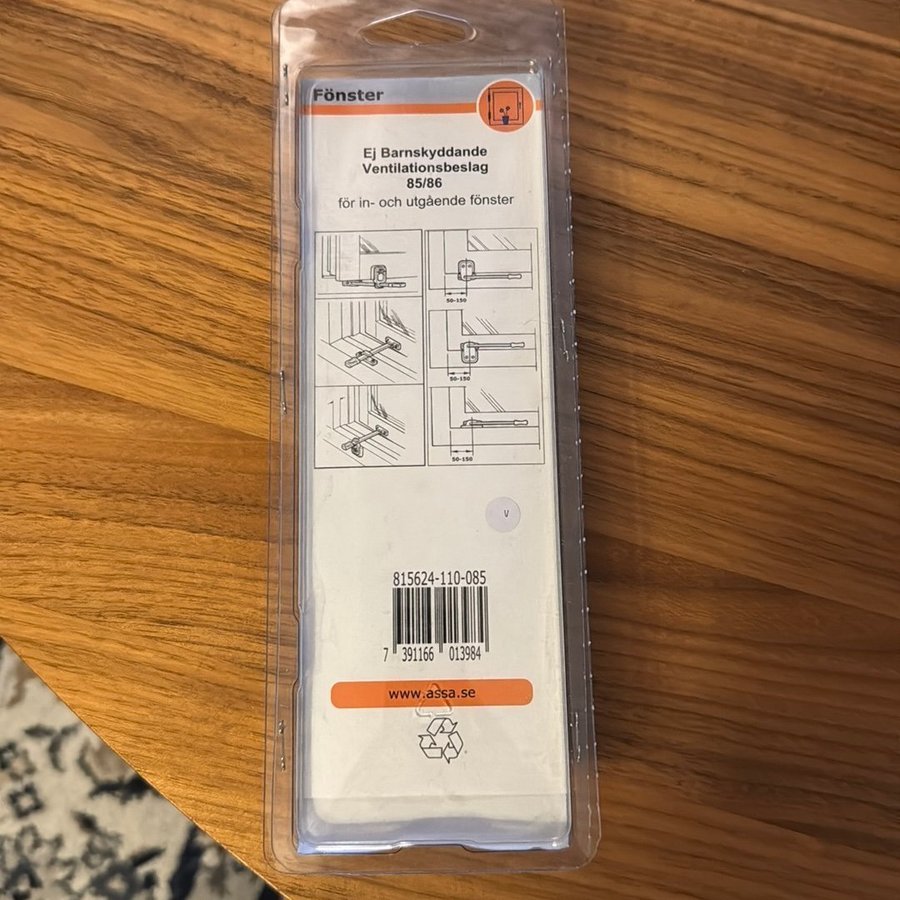 Fönster
Ej Barnskyddande
Ventilationsbeslag
85/86
för in- och utgående fönster
50-150
50-150
50-150
V
815624-110-085
7 391166 013984
www.assa.se